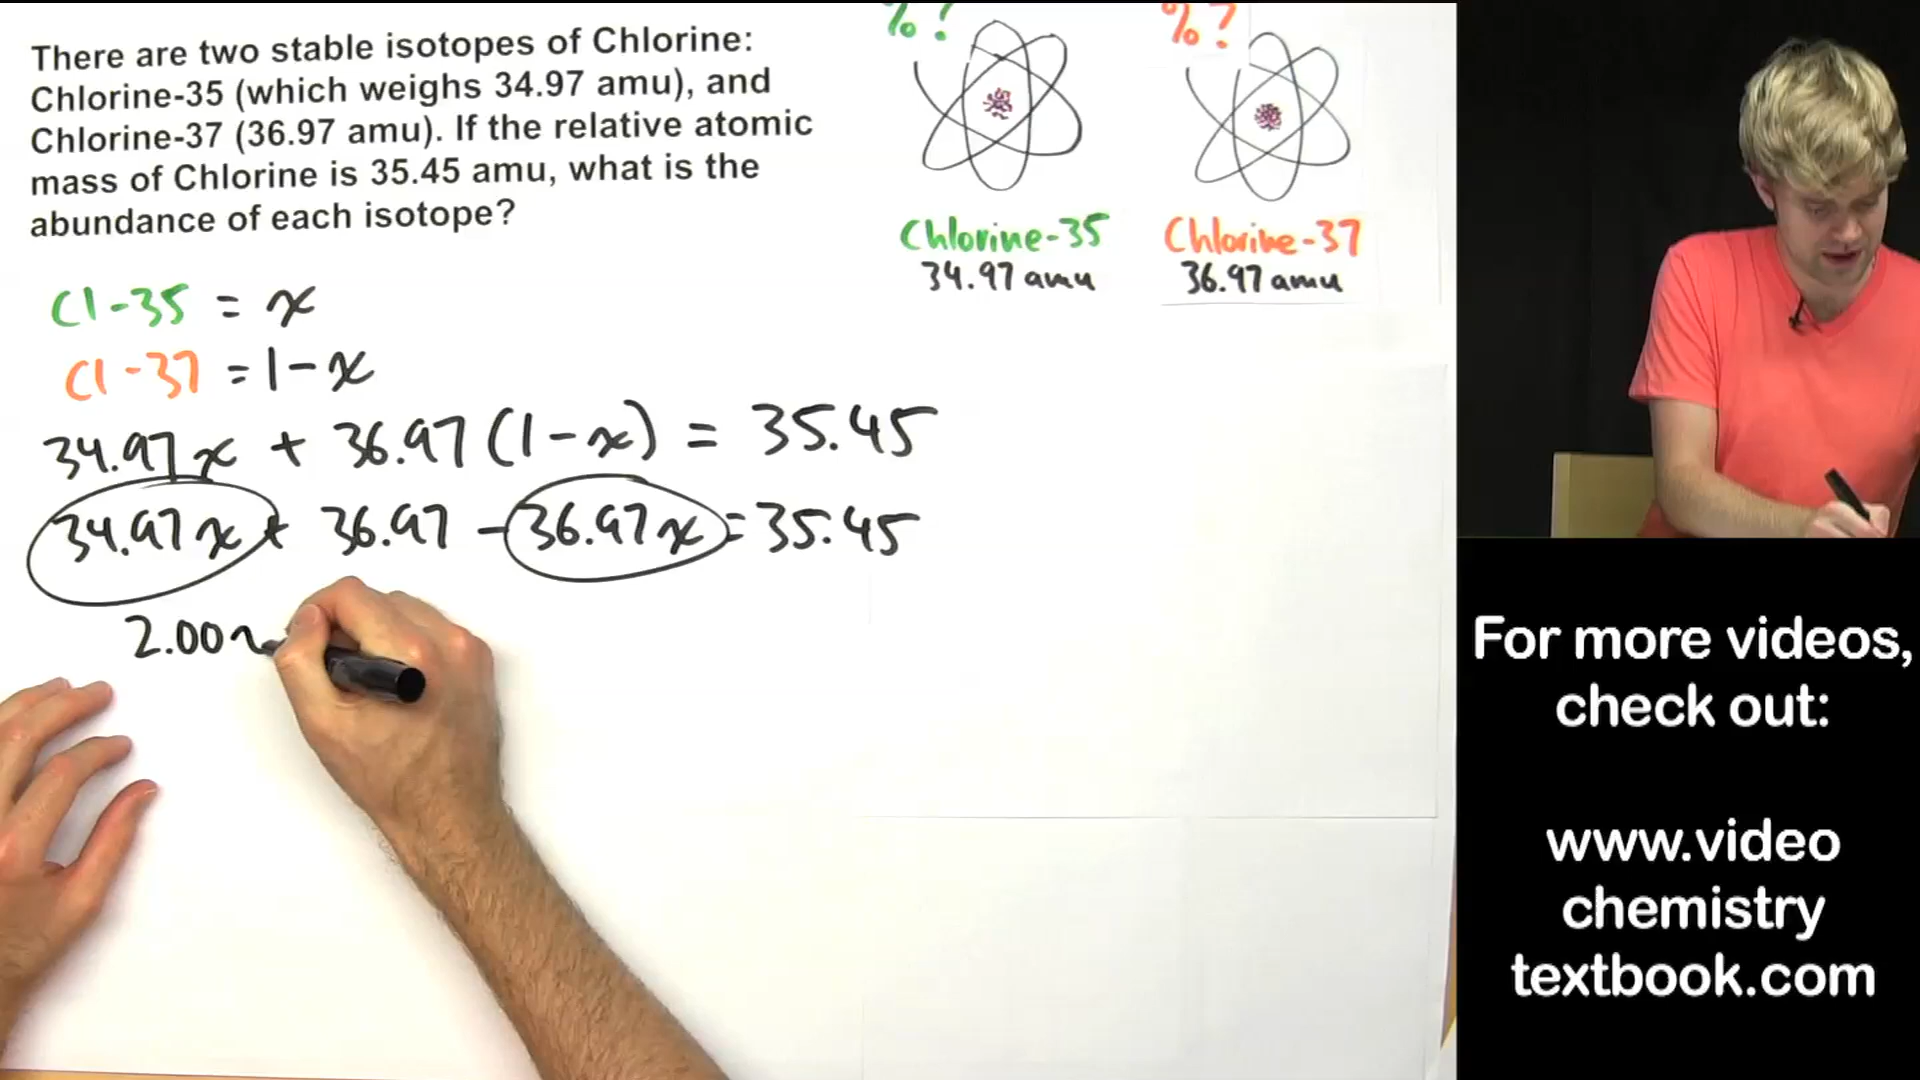 There are two stable isotopes of Chlorine:
Chlorine-35 (which weighs 34.97 amu), and
Chlorine-37 (36.97 amu). If the relative atomic
mass of Chlorine is 35.45 amu, what is the
abundance of each isotope?
%?
%?
Chlorine-35
34.97 amu
Chlorine-37
36.97 amu
Cl-35 = x
Cl-37 = 1-x
34.97x + 36.97(1-x) = 35.45
34.97x + 36.97 - 36.97x = 35.45
2.00x
For more videos,
check out:
www.video
chemistry
textbook.com